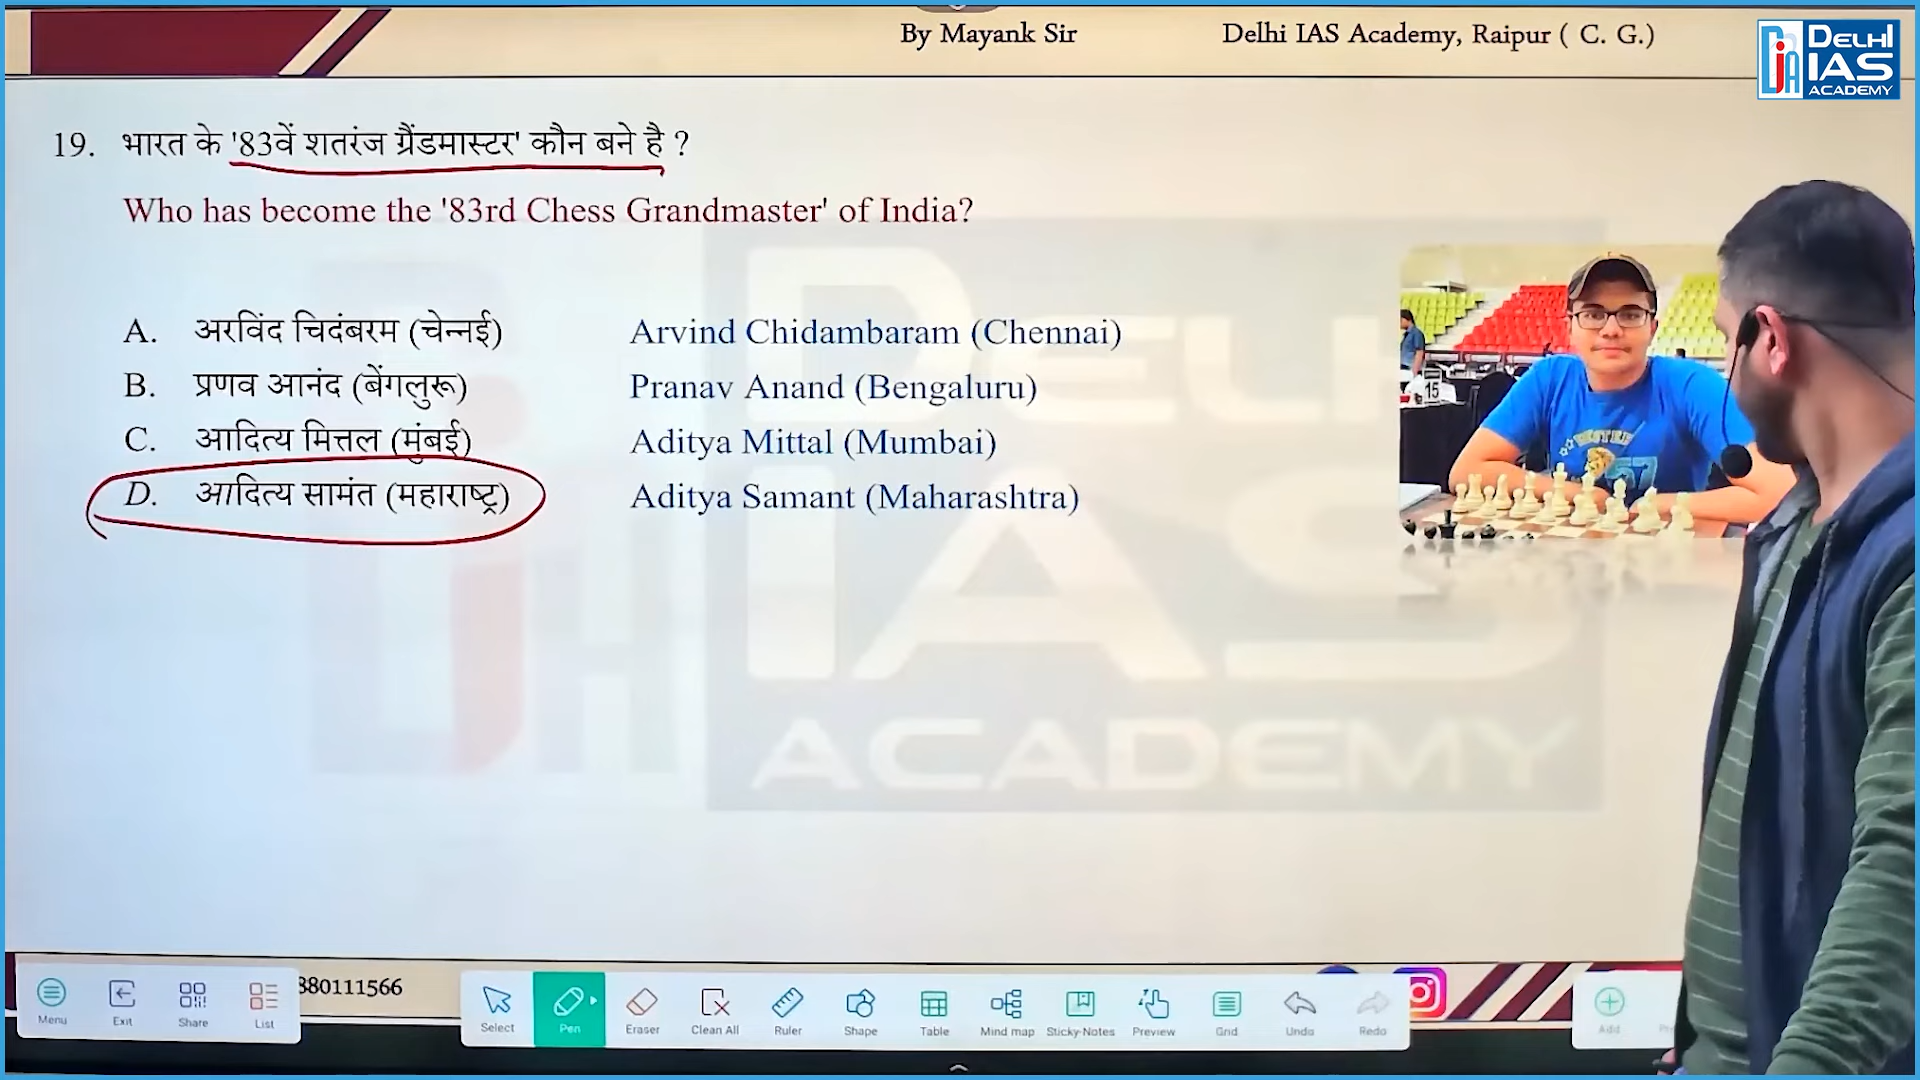 By Mayank Sir
Delhi IAS Academy, Raipur ( C. G.)
DELHI
IAS
ACADEMY
19. भारत के '83वें शतरंज ग्रैंडमास्टर' कौन बने है ?
Who has become the '83rd Chess Grandmaster' of India?
A. अरविंद चिदंबरम (चेन्नई) Arvind Chidambaram (Chennai)
B. प्रणव आनंद (बेंगलुरू) Pranav Anand (Bengaluru)
C. आदित्य मित्तल (मुंबई) Aditya Mittal (Mumbai)
D. आदित्य सामंत (महाराष्ट्र) Aditya Samant (Maharashtra)
15
57
DELHI
IAS
ACADEMY
880111566
Menu Exit Share List
Select Pen Eraser Clean All Ruler Shape Table Mind map Sticky-Notes Preview Grid Undo Redo
Add